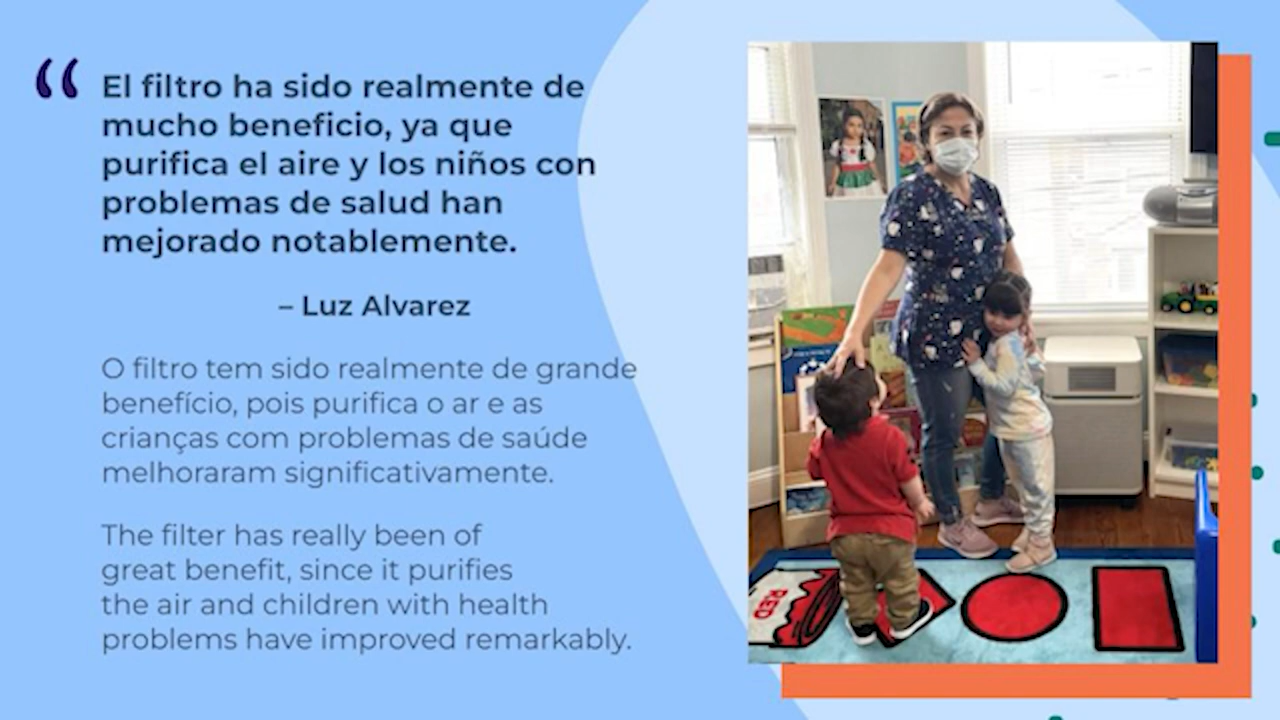 “ El filtro ha sido realmente de
mucho beneficio, ya que
purifica el aire y los niños con
problemas de salud han
mejorado notablemente.
– Luz Alvarez
O filtro tem sido realmente de grande
benefício, pois purifica o ar e as
crianças com problemas de saúde
melhoraram significativamente.
The filter has really been of
great benefit, since it purifies
the air and children with health
problems have improved remarkably.
RED